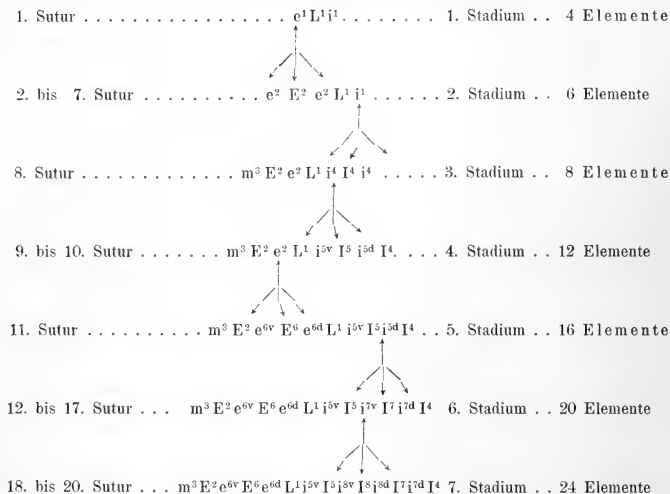 1. Sutur . . . . . . . . . . . . . . . . . . e¹ L¹ i¹ . . . . . . . . . . 1. Stadium . . 4 Elemente
2. bis 7. Sutur . . . . . . . . . . . . e² E² e² L¹ i¹ . . . . . . . 2. Stadium . . 6 Elemente
8. Sutur . . . . . . . . . . . . . . m³ E² e² L¹ i⁴ I⁴ i⁴ . . . . . 3. Stadium . . 8 Elemente
9. bis 10. Sutur . . . . . . . . m³ E² e² L¹ i⁵ᵛ I⁵ i⁵ᵈ I⁴. . . . 4. Stadium . . 12 Elemente
11. Sutur . . . . . . . . . . m³ E² e⁶ᵛ E⁶ e⁶ᵈ L¹ i⁵ᵛ I⁵ i⁵ᵈ I⁴ . . 5. Stadium . . 16 Elemente
12. bis 17. Sutur . . . m³ E² e⁶ᵛ E⁶ e⁶ᵈ L¹ i⁵ᵛ I⁵ i⁷ᵛ I⁷ i⁷ᵈ I⁴ 6. Stadium . . 20 Elemente
18. bis 20. Sutur . . . m³ E² e⁶ᵛ E⁶ e⁶ᵈ L¹ i⁵ᵛ I⁵ i⁸ᵛ I⁸ i⁸ᵈ I⁷ i⁷ᵈ I⁴ 7. Stadium . . 24 Elemente